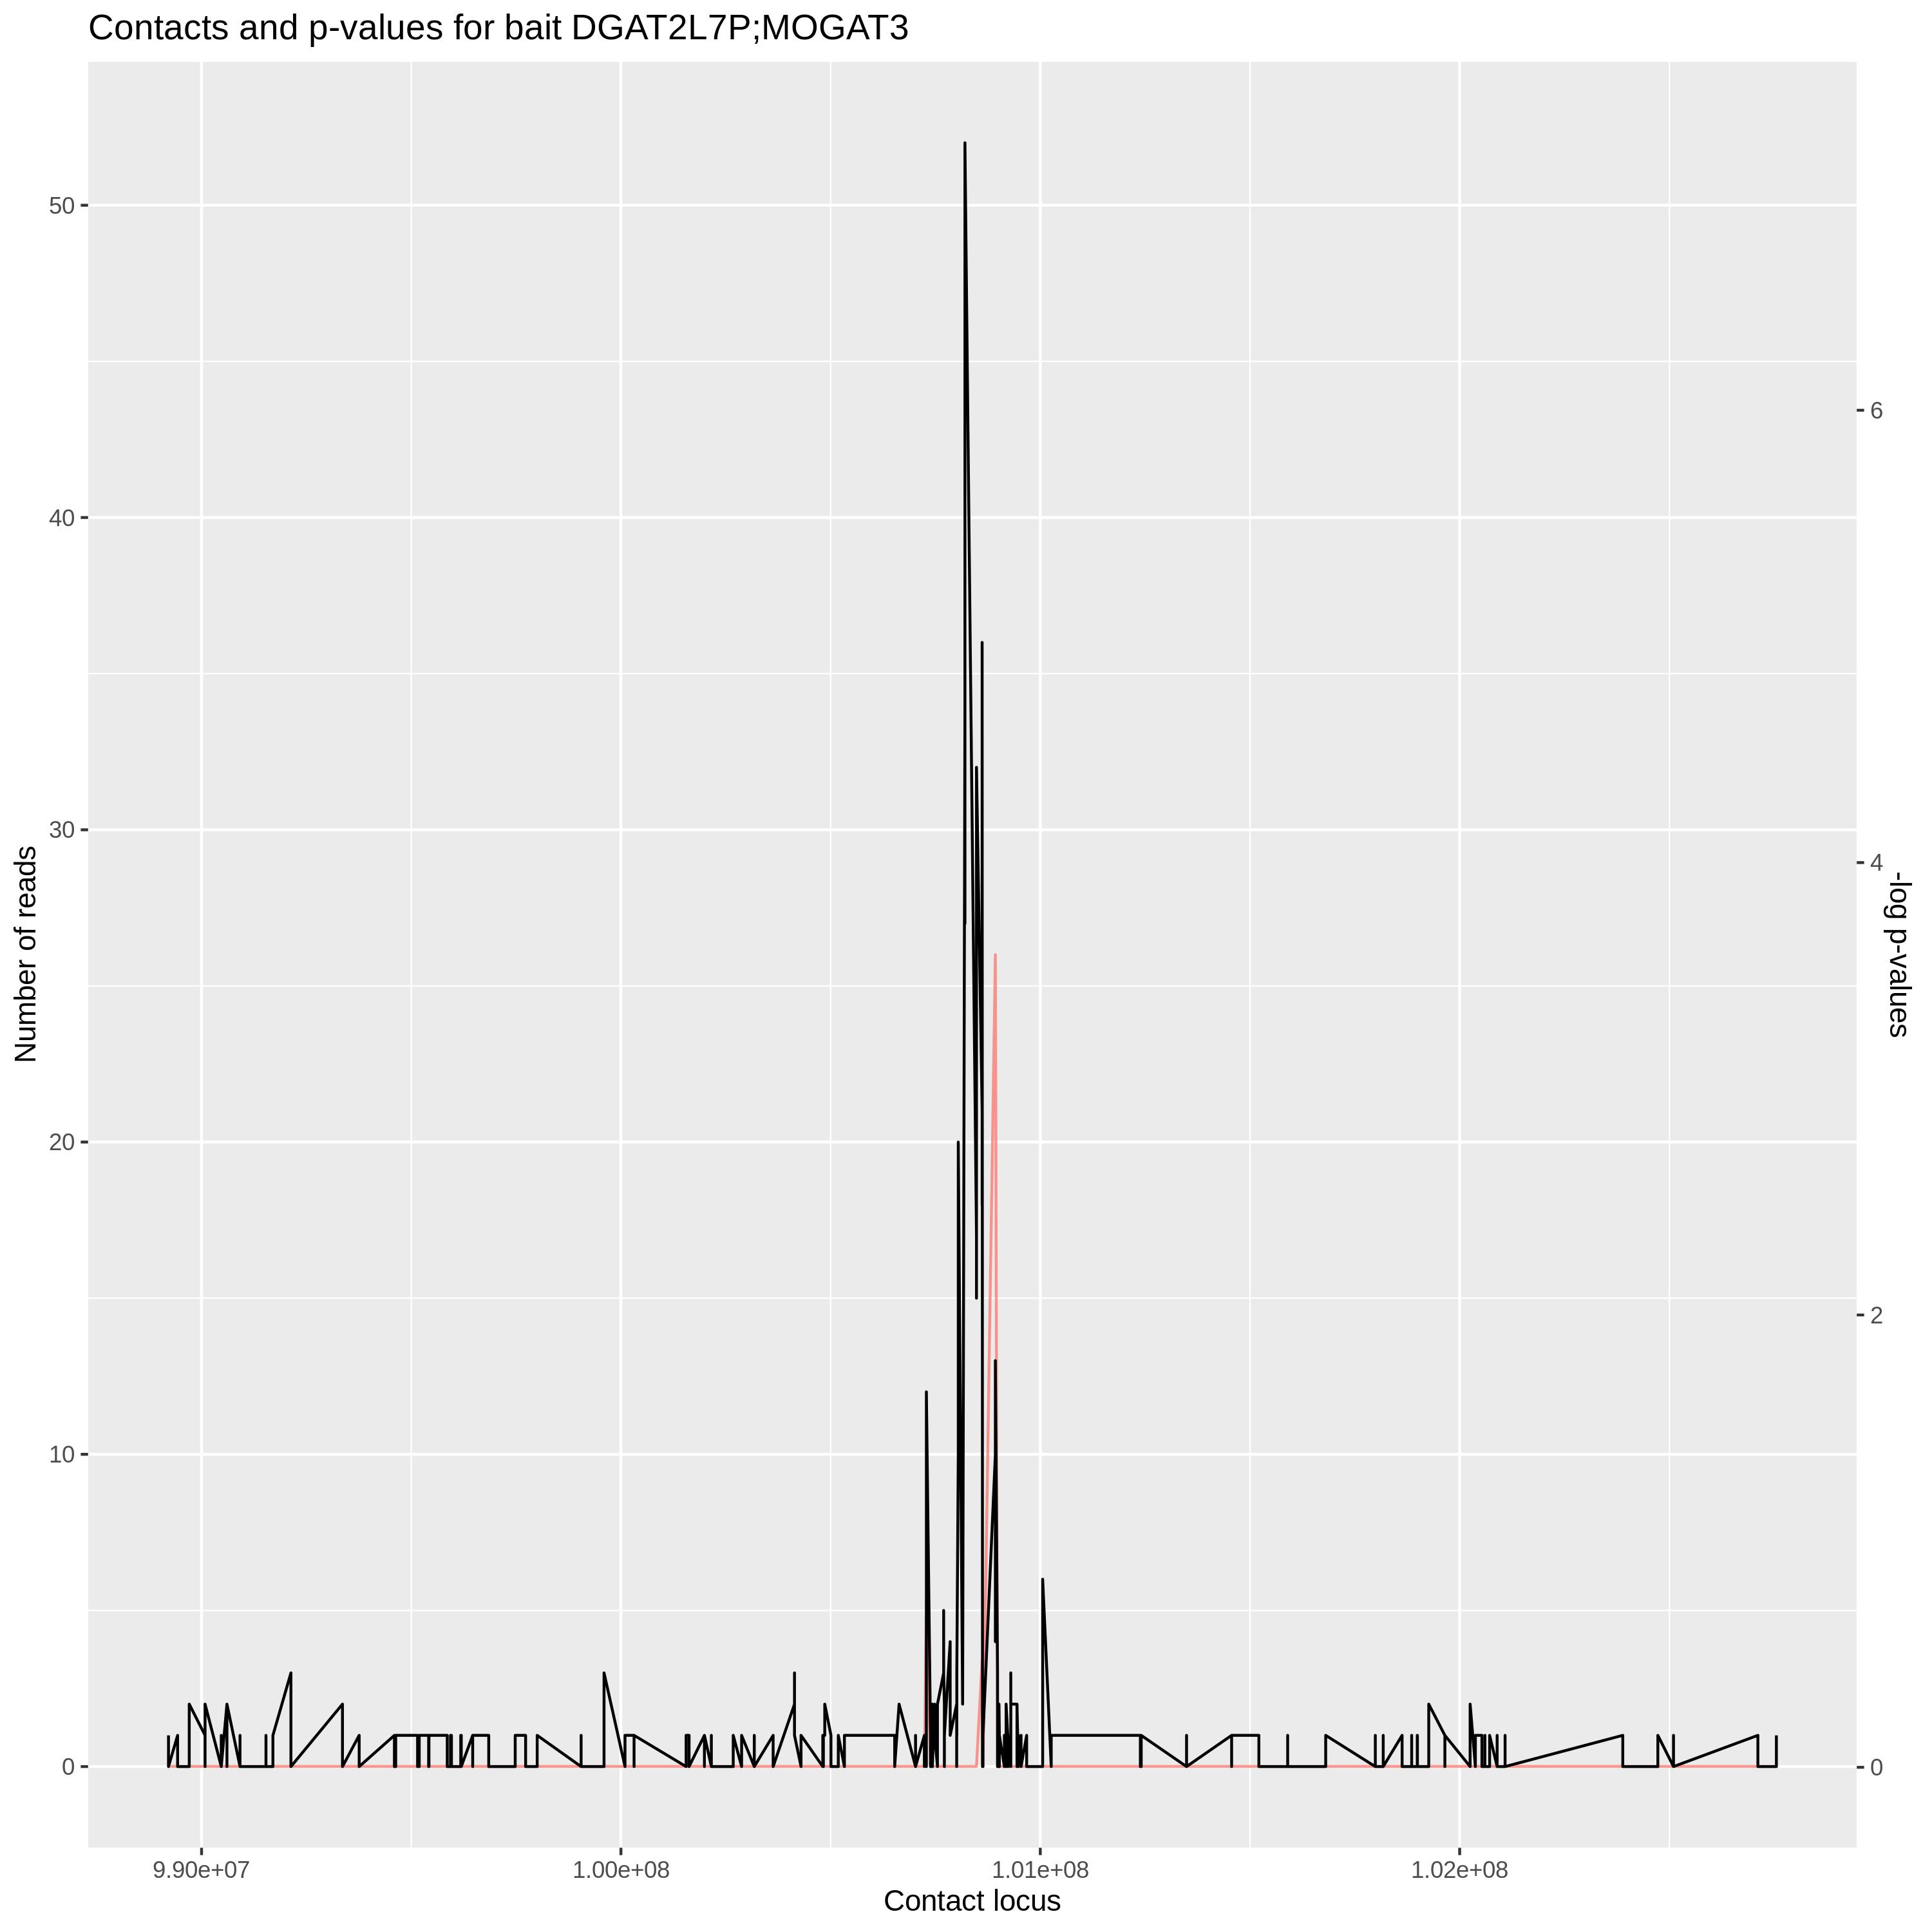 Contacts and p-values for bait DGAT2L7P;MOGAT3
50
40
30
20
10
0
Number of reads
6
4
2
0
-log p-values
9.90e+07
1.00e+08
1.01e+08
1.02e+08
Contact locus